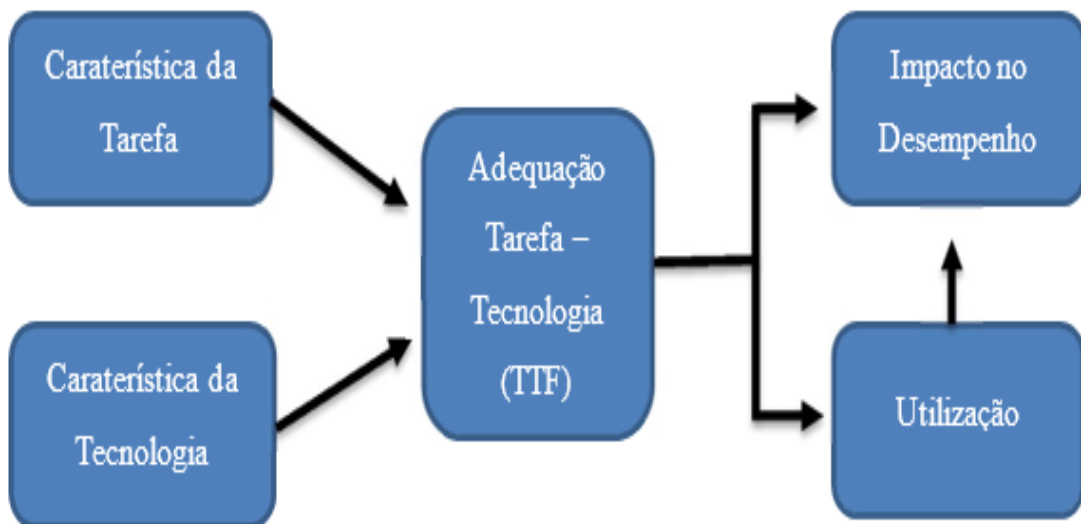 Caraterística da
Tarefa
Caraterística da
Tecnologia
Adequação
Tarefa –
Tecnologia
(TTF)
Impacto no
Desempenho
Utilização